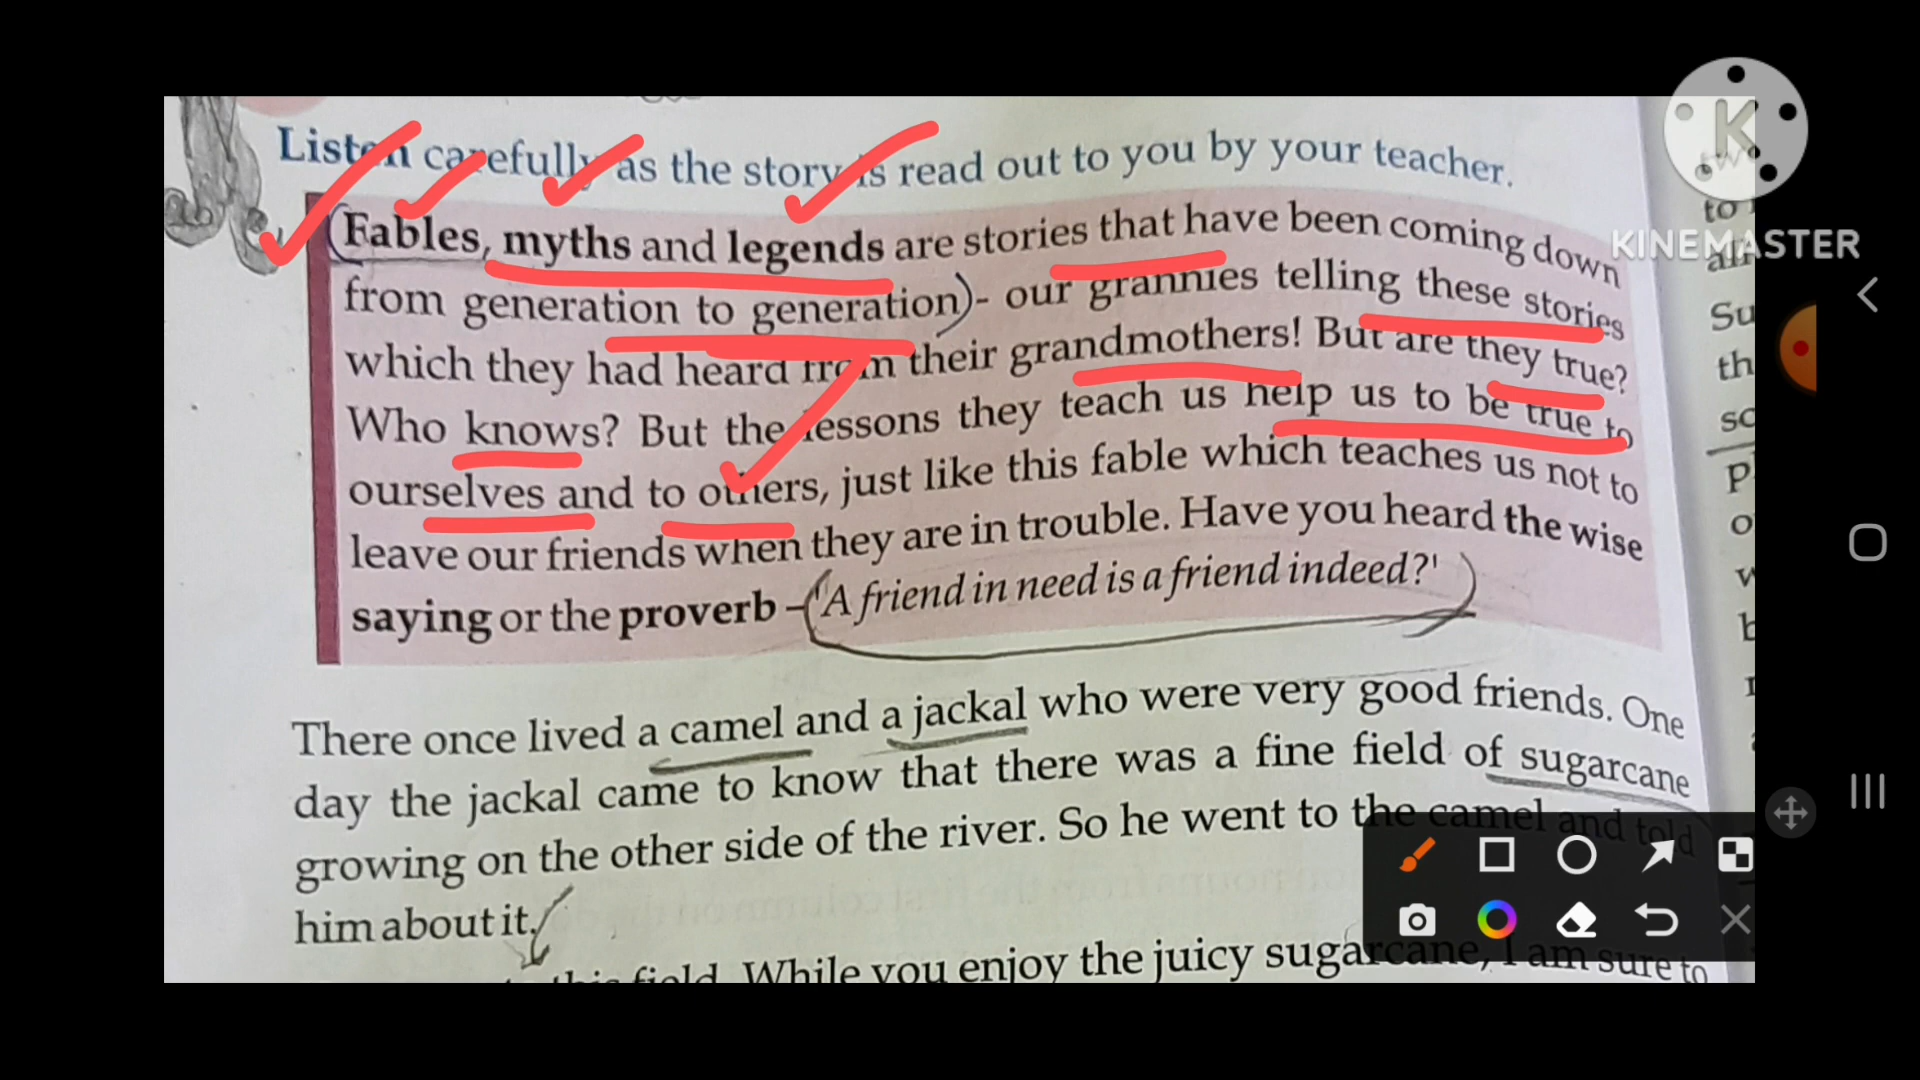 Listen carefully as the story is read out to you by your teacher.
Fables, myths and legends are stories that have been coming down
from generation to generation)- our grannies telling these stories
which they had heard from their grandmothers! But are they true?
Who knows? But the lessons they teach us help us to be true to
ourselves and to others, just like this fable which teaches us not to
leave our friends when they are in trouble. Have you heard the wise
saying or the proverb -('A friend in need is a friend indeed?')
There once lived a camel and a jackal who were very good friends. One
day the jackal came to know that there was a fine field of sugarcane
growing on the other side of the river. So he went to the camel and told
him about it.
this field. While you enjoy the juicy sugarcane, I am sure to
K
KINEMASTER
to
Su
th
so